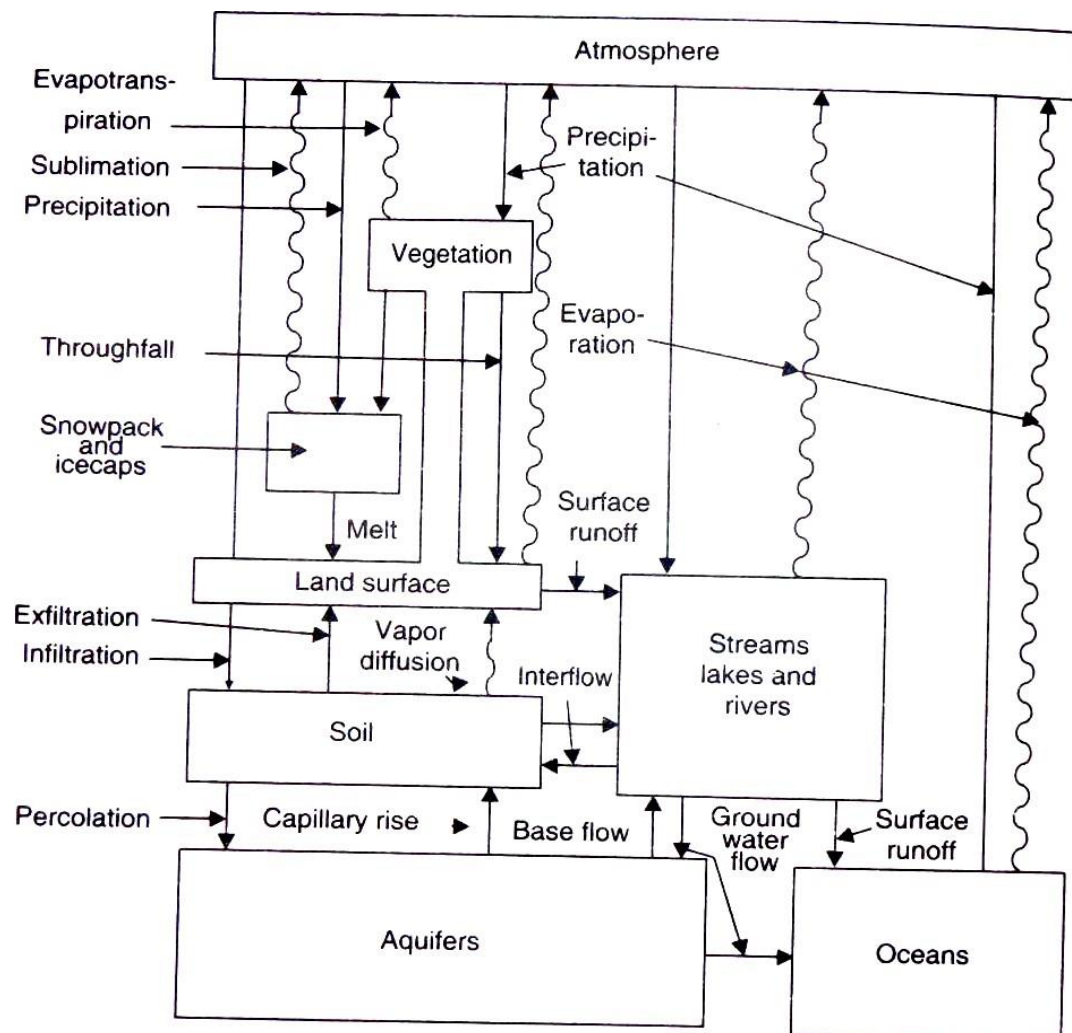 Atmosphere
Evapotrans-
piration
Sublimation
Precipitation
Precipi-
tation
Vegetation
Evapo-
ration
Throughfall
Snowpack
and
icecaps
Melt
Surface
runoff
Land surface
Exfiltration
Infiltration
Vapor
diffusion
Interflow
Streams
lakes and
rivers
Soil
Percolation
Capillary rise
Base flow
Ground
water
flow
Surface
runoff
Aquifers
Oceans